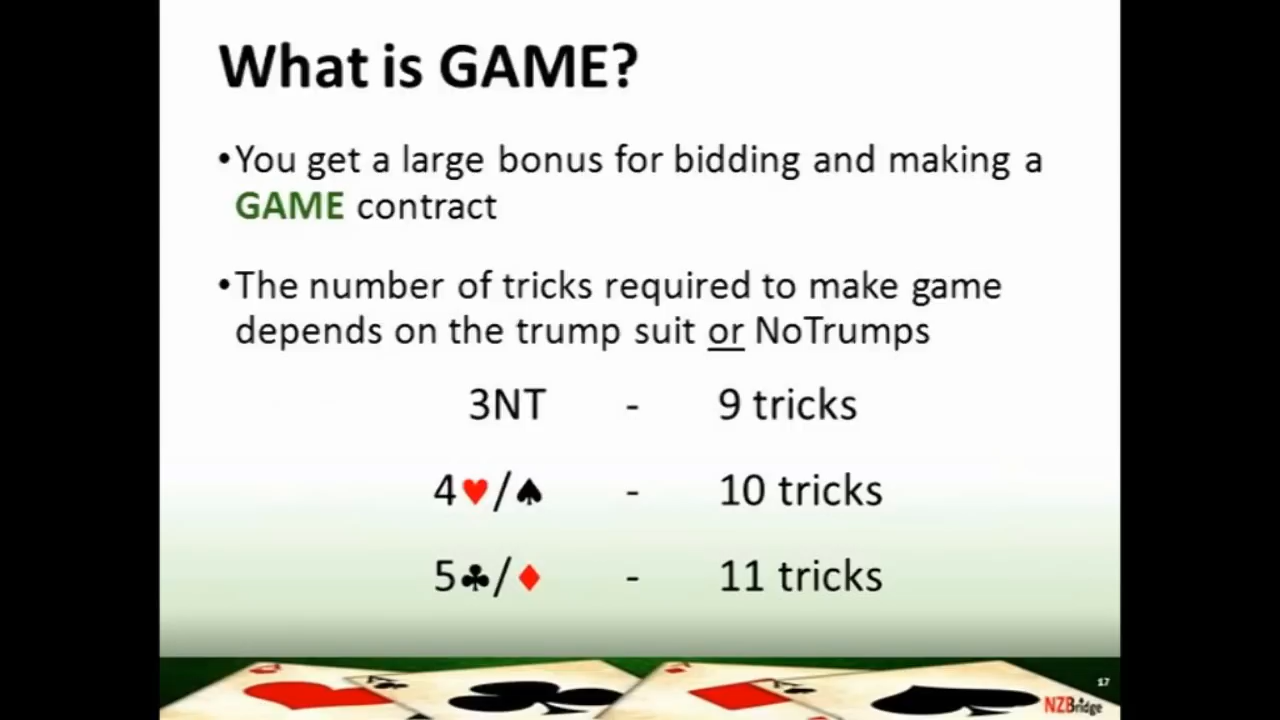 What is GAME?
•You get a large bonus for bidding and making a
GAME contract
•The number of tricks required to make game
depends on the trump suit or NoTrumps
3NT - 9 tricks
4♥/♠ - 10 tricks
5♣/♦ - 11 tricks
17
NZBridge